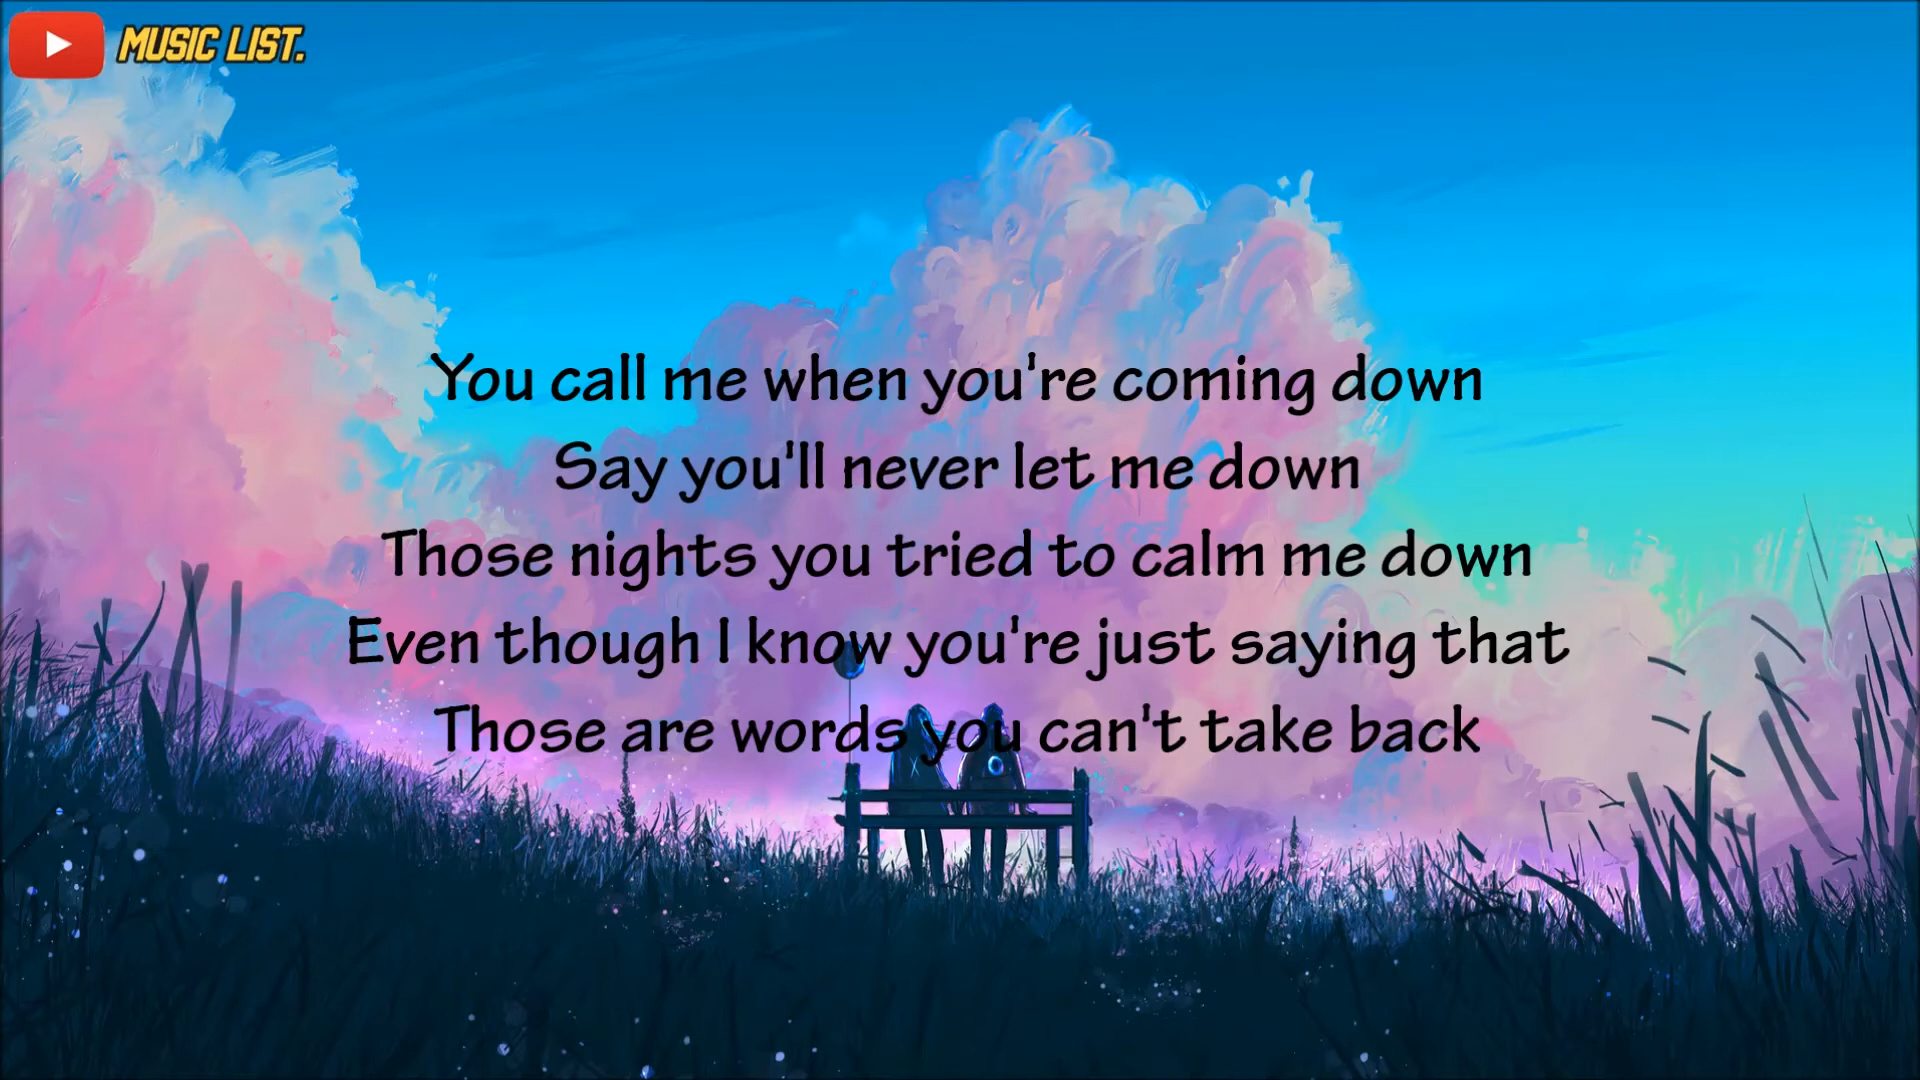 MUSIC LIST.
You call me when you're coming down
Say you'll never let me down
Those nights you tried to calm me down
Even though I know you're just saying that
Those are words you can't take back